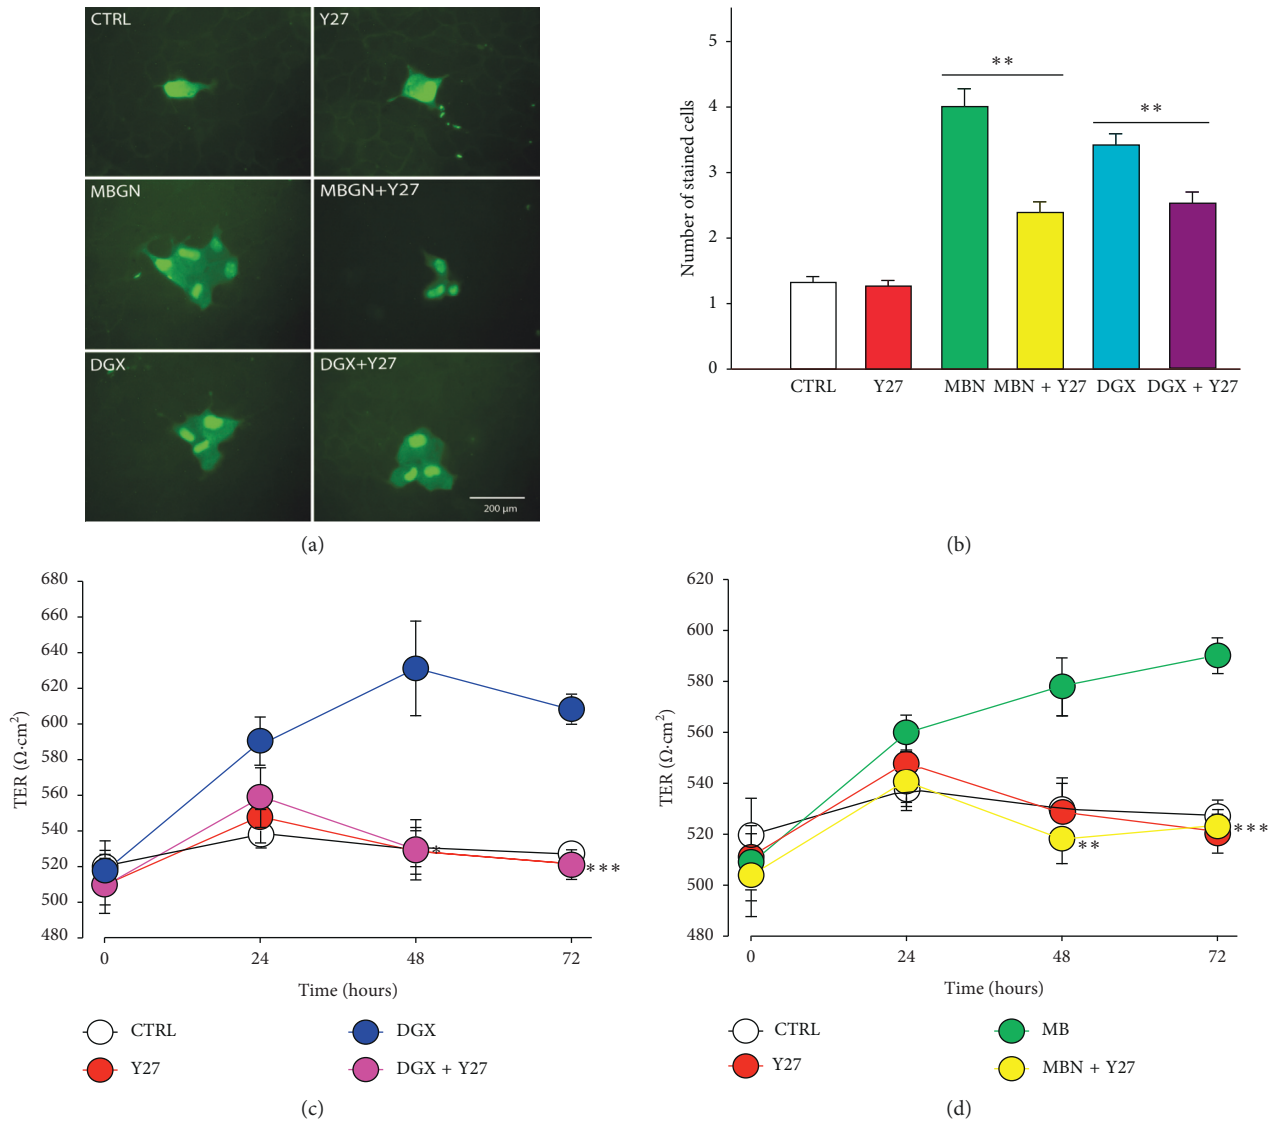 CTRL
Y27
MBGN
MBGN+Y27
DGX
DGX+Y27
200 µm
(a)
Number of stained cells
5
4
3
2
1
0
**
**
CTRL Y27 MBN MBN + Y27 DGX DGX + Y27
(b)
TER (Ω·cm²)
680
660
640
620
600
580
560
540
520
500
480
*
***
0 24 48 72
Time (hours)
CTRL
DGX
Y27
DGX + Y27
(c)
TER (Ω·cm²)
620
600
580
560
540
520
500
480
**
***
0 24 48 72
Time (hours)
CTRL
MB
Y27
MBN + Y27
(d)